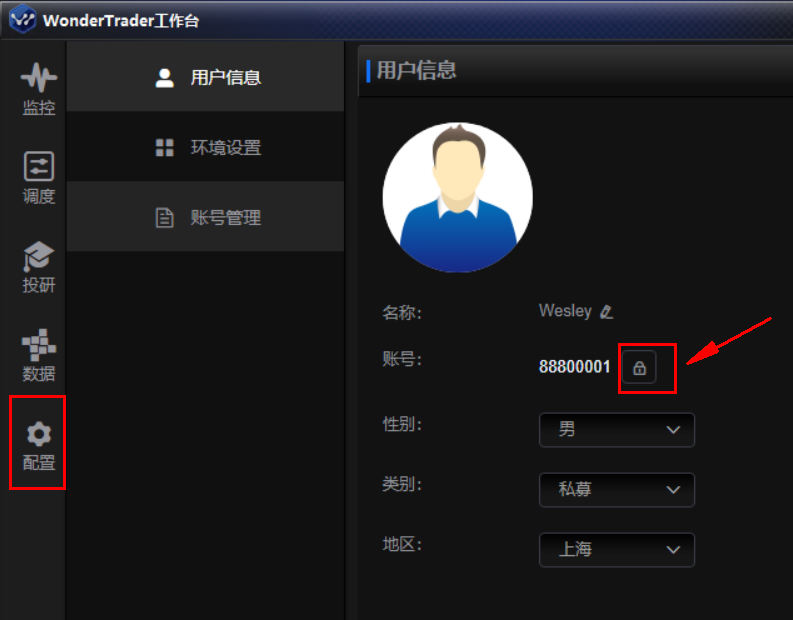 WonderTrader工作台
监控
调度
投研
数据
配置
用户信息
环境设置
账号管理
用户信息
名称:
Wesley
账号:
88800001
性别:
男
类别:
私募
地区:
上海